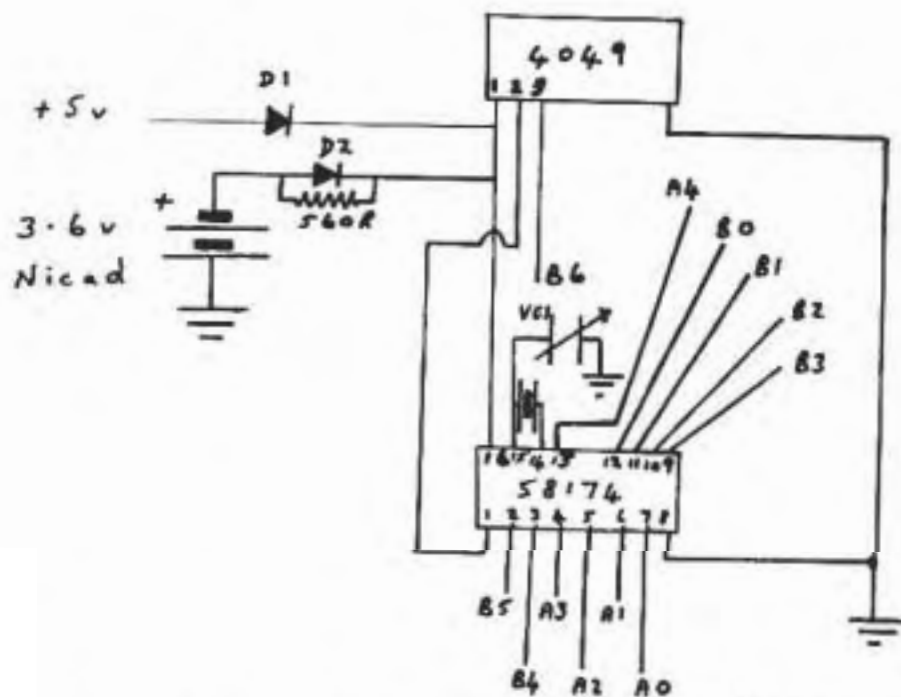 4049
1 2 3
D1
+5v
D2
560R
+
3.6v
Nicad
A4
B0
B1
B2
B3
B6
VC1
16 15 14 13 12 11 10 9
58174
1 2 3 4 5 6 7 8
B5 A3 A1
B4 A2 A0